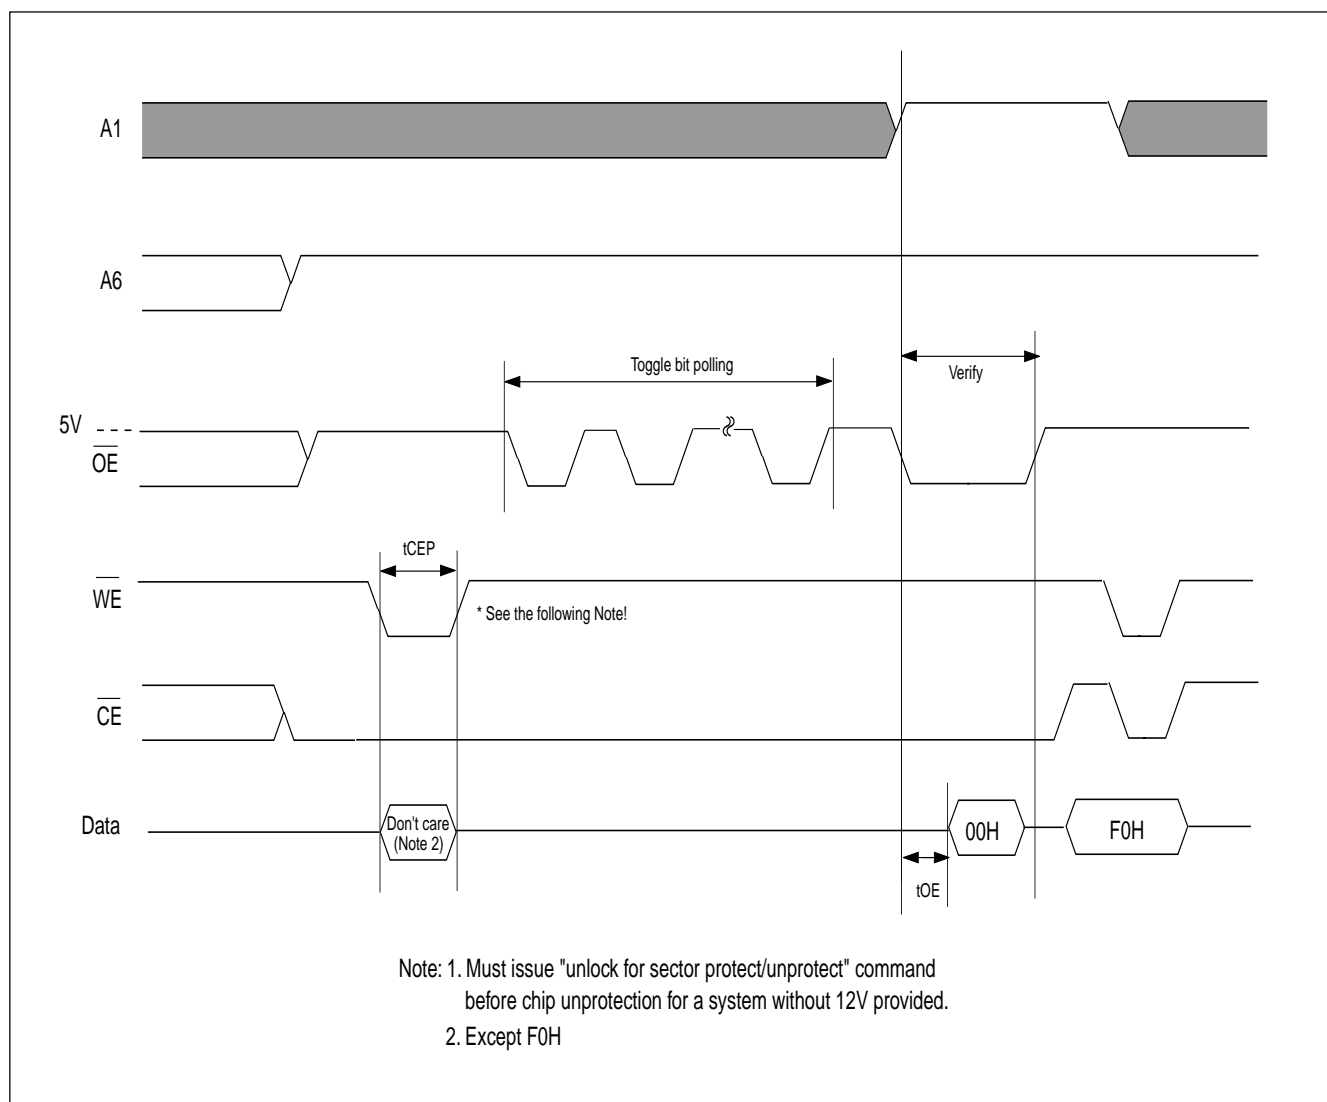 A1
A6
Toggle bit polling
Verify
5V
OE
tCEP
WE
* See the following Note!
CE
Data
Don't care
(Note 2)
00H
F0H
tOE
Note: 1. Must issue "unlock for sector protect/unprotect" command
before chip unprotection for a system without 12V provided.
2. Except F0H